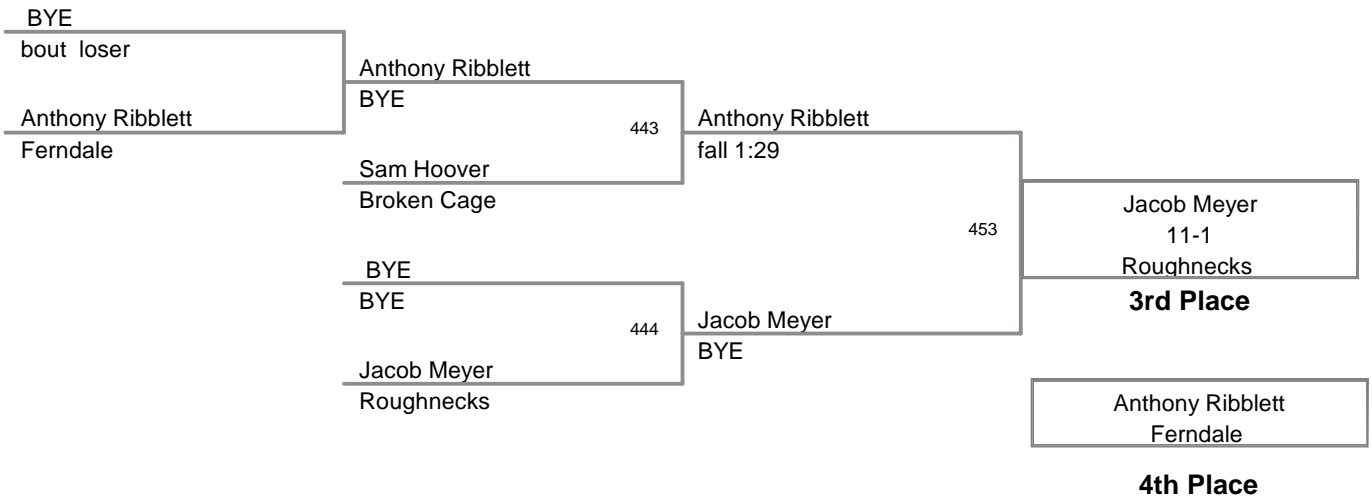 BYE
bout loser
Anthony Ribblett
Ferndale
Anthony Ribblett
BYE
443
Sam Hoover
Broken Cage
BYE
BYE
444
Jacob Meyer
Roughnecks
Anthony Ribblett
fall 1:29
453
Jacob Meyer
BYE
Jacob Meyer
11-1
Roughnecks
3rd Place
Anthony Ribblett
Ferndale
4th Place